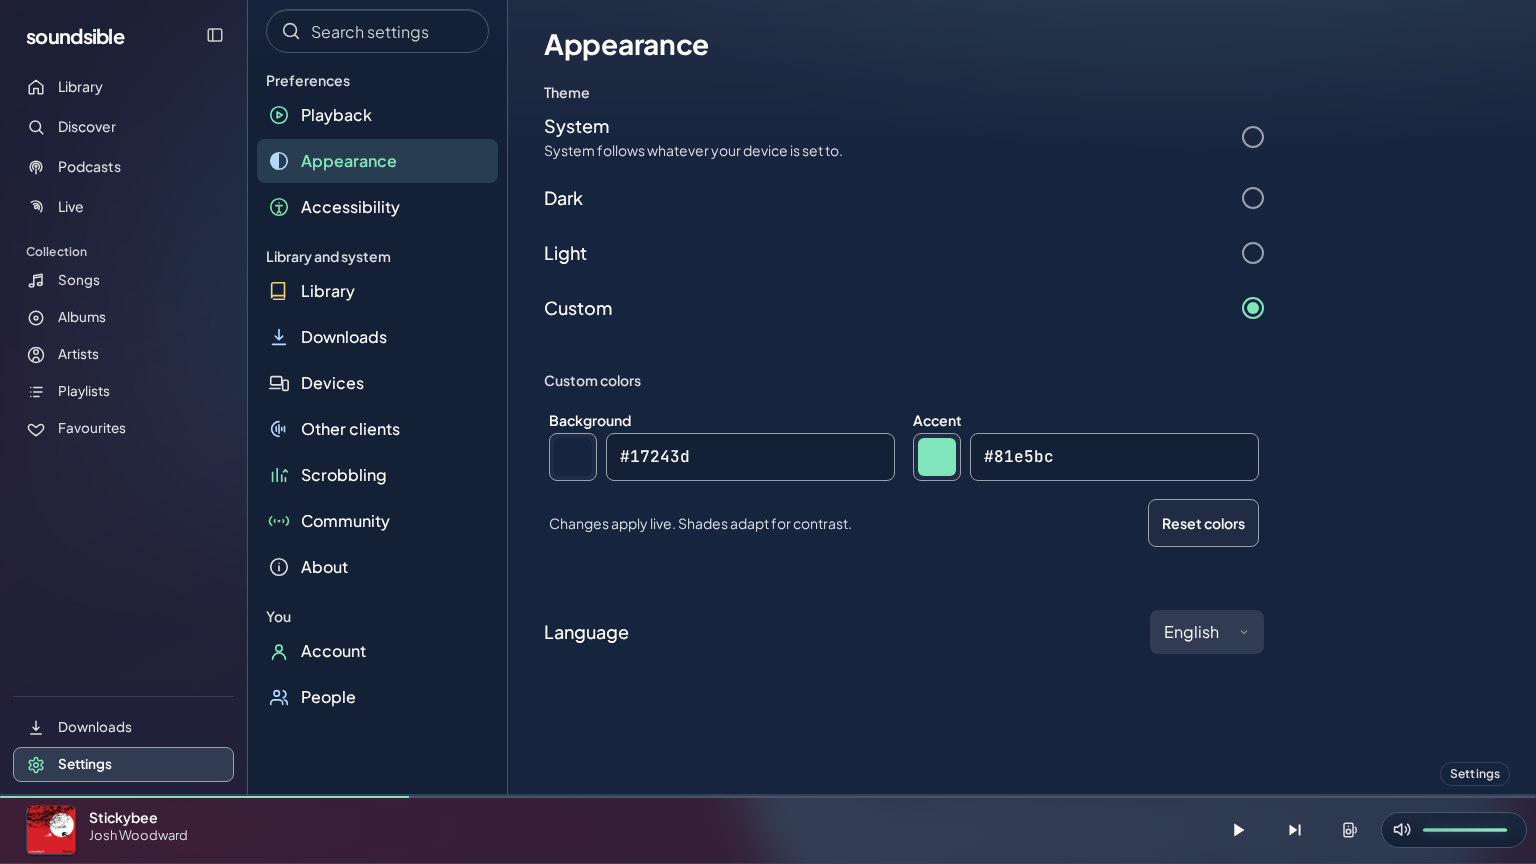 soundsible
Library
Discover
Podcasts
Live
Collection
Songs
Albums
Artists
Playlists
Favourites
Downloads
Settings
Search settings
Preferences
Playback
Appearance
Accessibility
Library and system
Library
Downloads
Devices
Other clients
Scrobbling
Community
About
You
Account
People
Appearance
Theme
System
System follows whatever your device is set to.
Dark
Light
Custom
Custom colors
Background
Accent
#17243d
#81e5bc
Changes apply live. Shades adapt for contrast.
Reset colors
Language
English
Settings
Stickybee
Josh Woodward